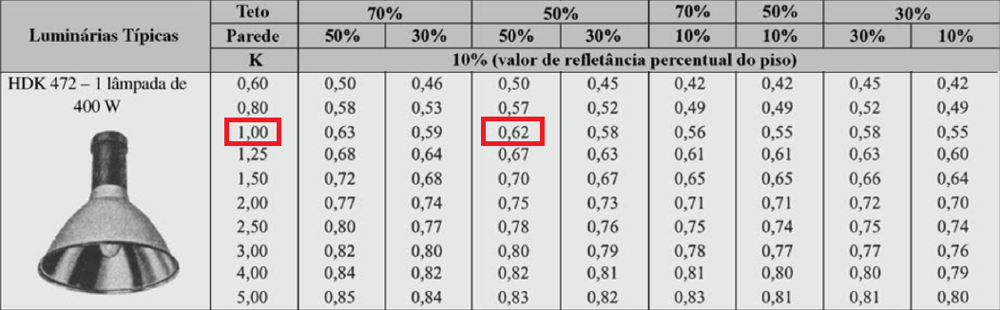 Luminárias Típicas Teto 70% 50% 70% 50% 30%
Parede 50% 30% 50% 30% 10% 10% 30% 10%
K 10% (valor de refletância percentual do piso)
HDK 472 – 1 lâmpada de 0,60 0,50 0,46 0,50 0,45 0,42 0,42 0,45 0,42
400 W 0,80 0,58 0,53 0,57 0,52 0,49 0,49 0,52 0,49
1,00 0,63 0,59 0,62 0,58 0,56 0,55 0,58 0,55
1,25 0,68 0,64 0,67 0,63 0,61 0,61 0,63 0,60
1,50 0,72 0,68 0,70 0,67 0,65 0,65 0,66 0,64
2,00 0,77 0,74 0,75 0,73 0,71 0,71 0,72 0,70
2,50 0,80 0,77 0,78 0,76 0,75 0,74 0,75 0,74
3,00 0,82 0,80 0,80 0,79 0,78 0,77 0,77 0,76
4,00 0,84 0,82 0,82 0,81 0,81 0,80 0,80 0,79
5,00 0,85 0,84 0,83 0,82 0,83 0,81 0,81 0,80